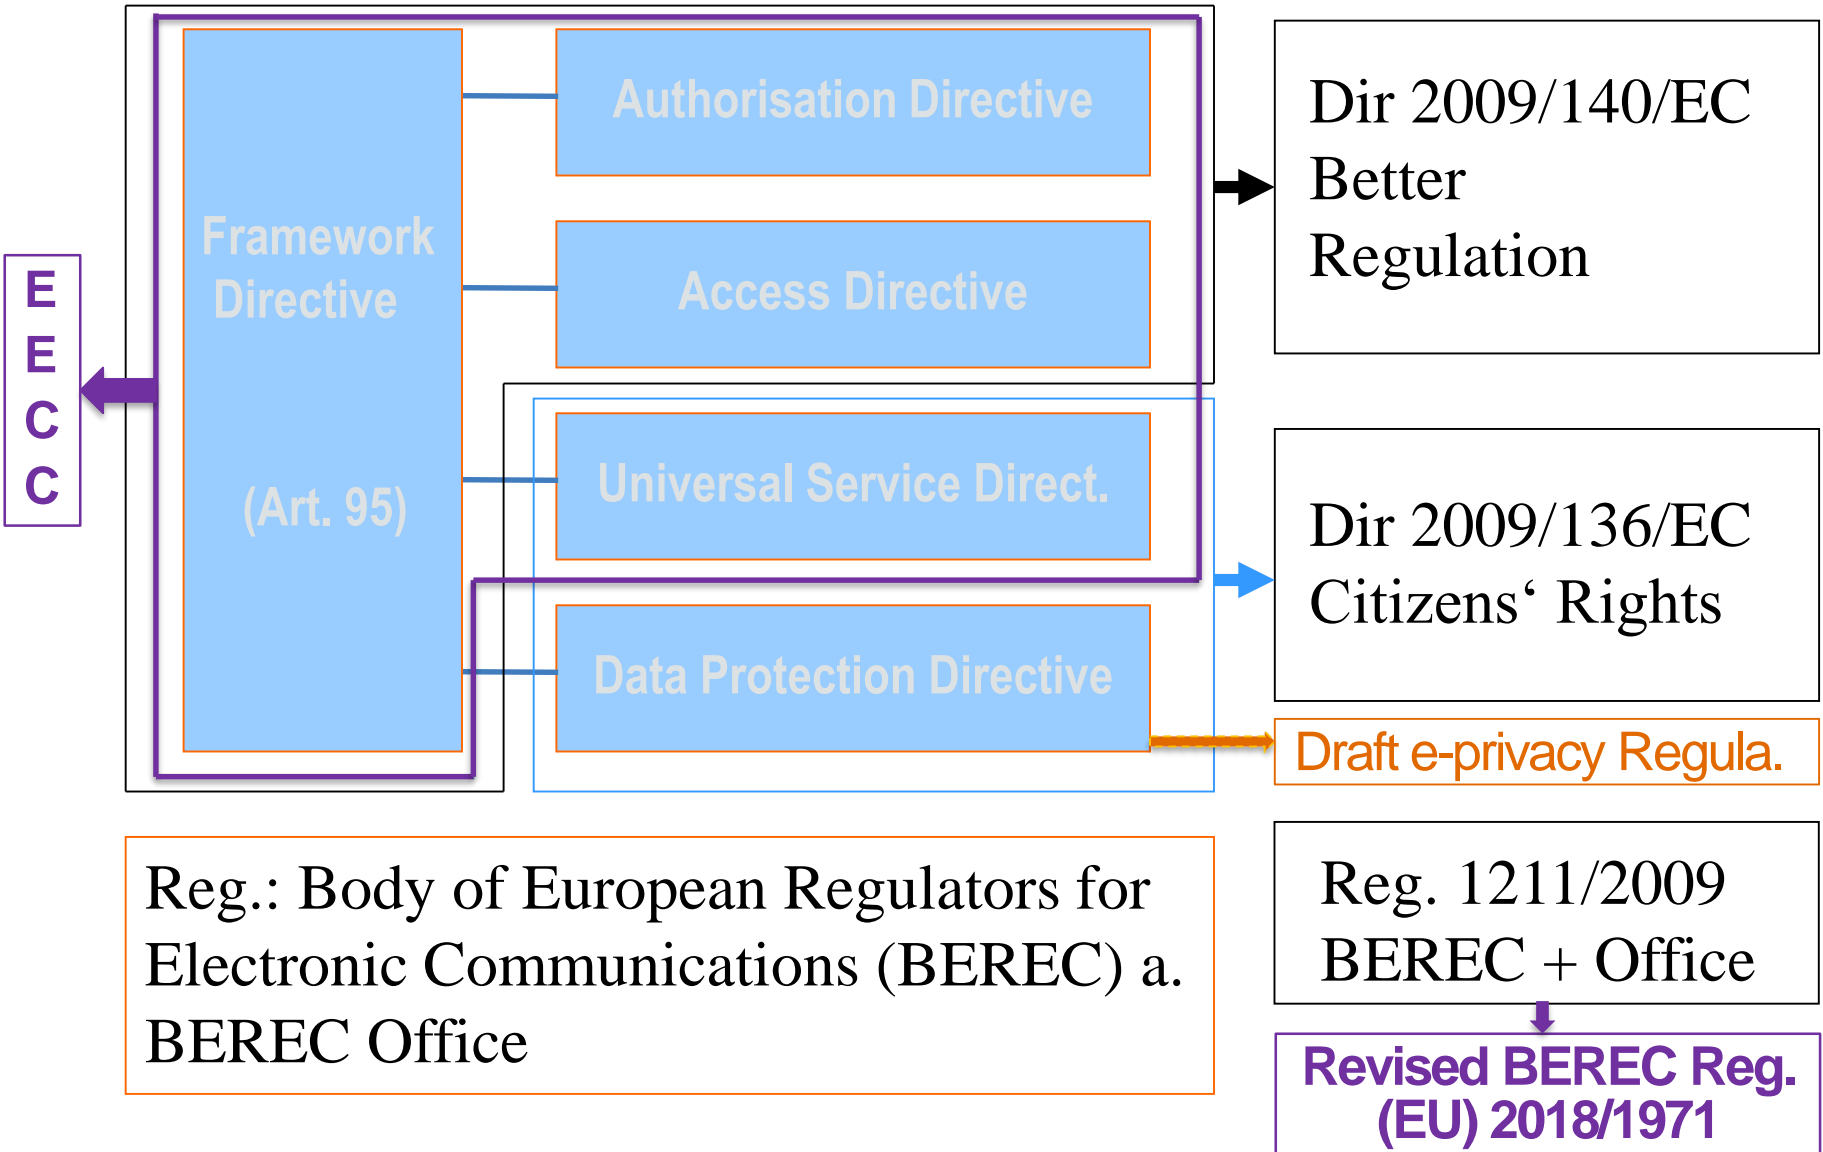 E
E
C
C
Framework
Directive
(Art. 95)
Authorisation Directive
Access Directive
Universal Service Direct.
Data Protection Directive
Dir 2009/140/EC
Better
Regulation
Dir 2009/136/EC
Citizens‘ Rights
Draft e-privacy Regula.
Reg.: Body of European Regulators for
Electronic Communications (BEREC) a.
BEREC Office
Reg. 1211/2009
BEREC + Office
Revised BEREC Reg.
(EU) 2018/1971